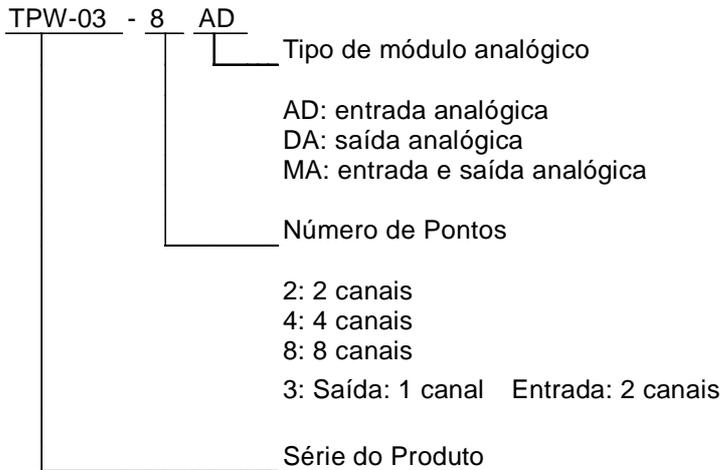 TPW-03 - 8 AD
Tipo de módulo analógico
AD: entrada analógica
DA: saída analógica
MA: entrada e saída analógica
Número de Pontos
2: 2 canais
4: 4 canais
8: 8 canais
3: Saída: 1 canal Entrada: 2 canais
Série do Produto